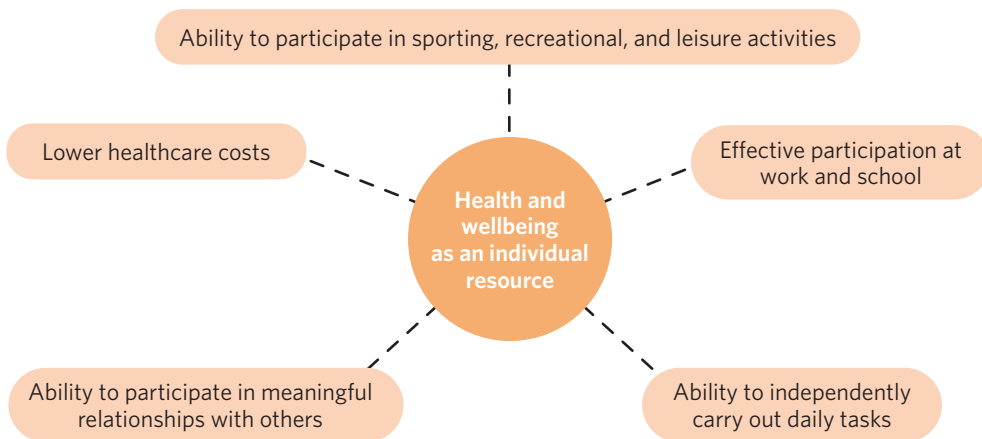 Ability to participate in sporting, recreational, and leisure activities
Lower healthcare costs
Effective participation at
work and school
Health and
wellbeing
as an individual
resource
Ability to participate in meaningful
relationships with others
Ability to independently
carry out daily tasks